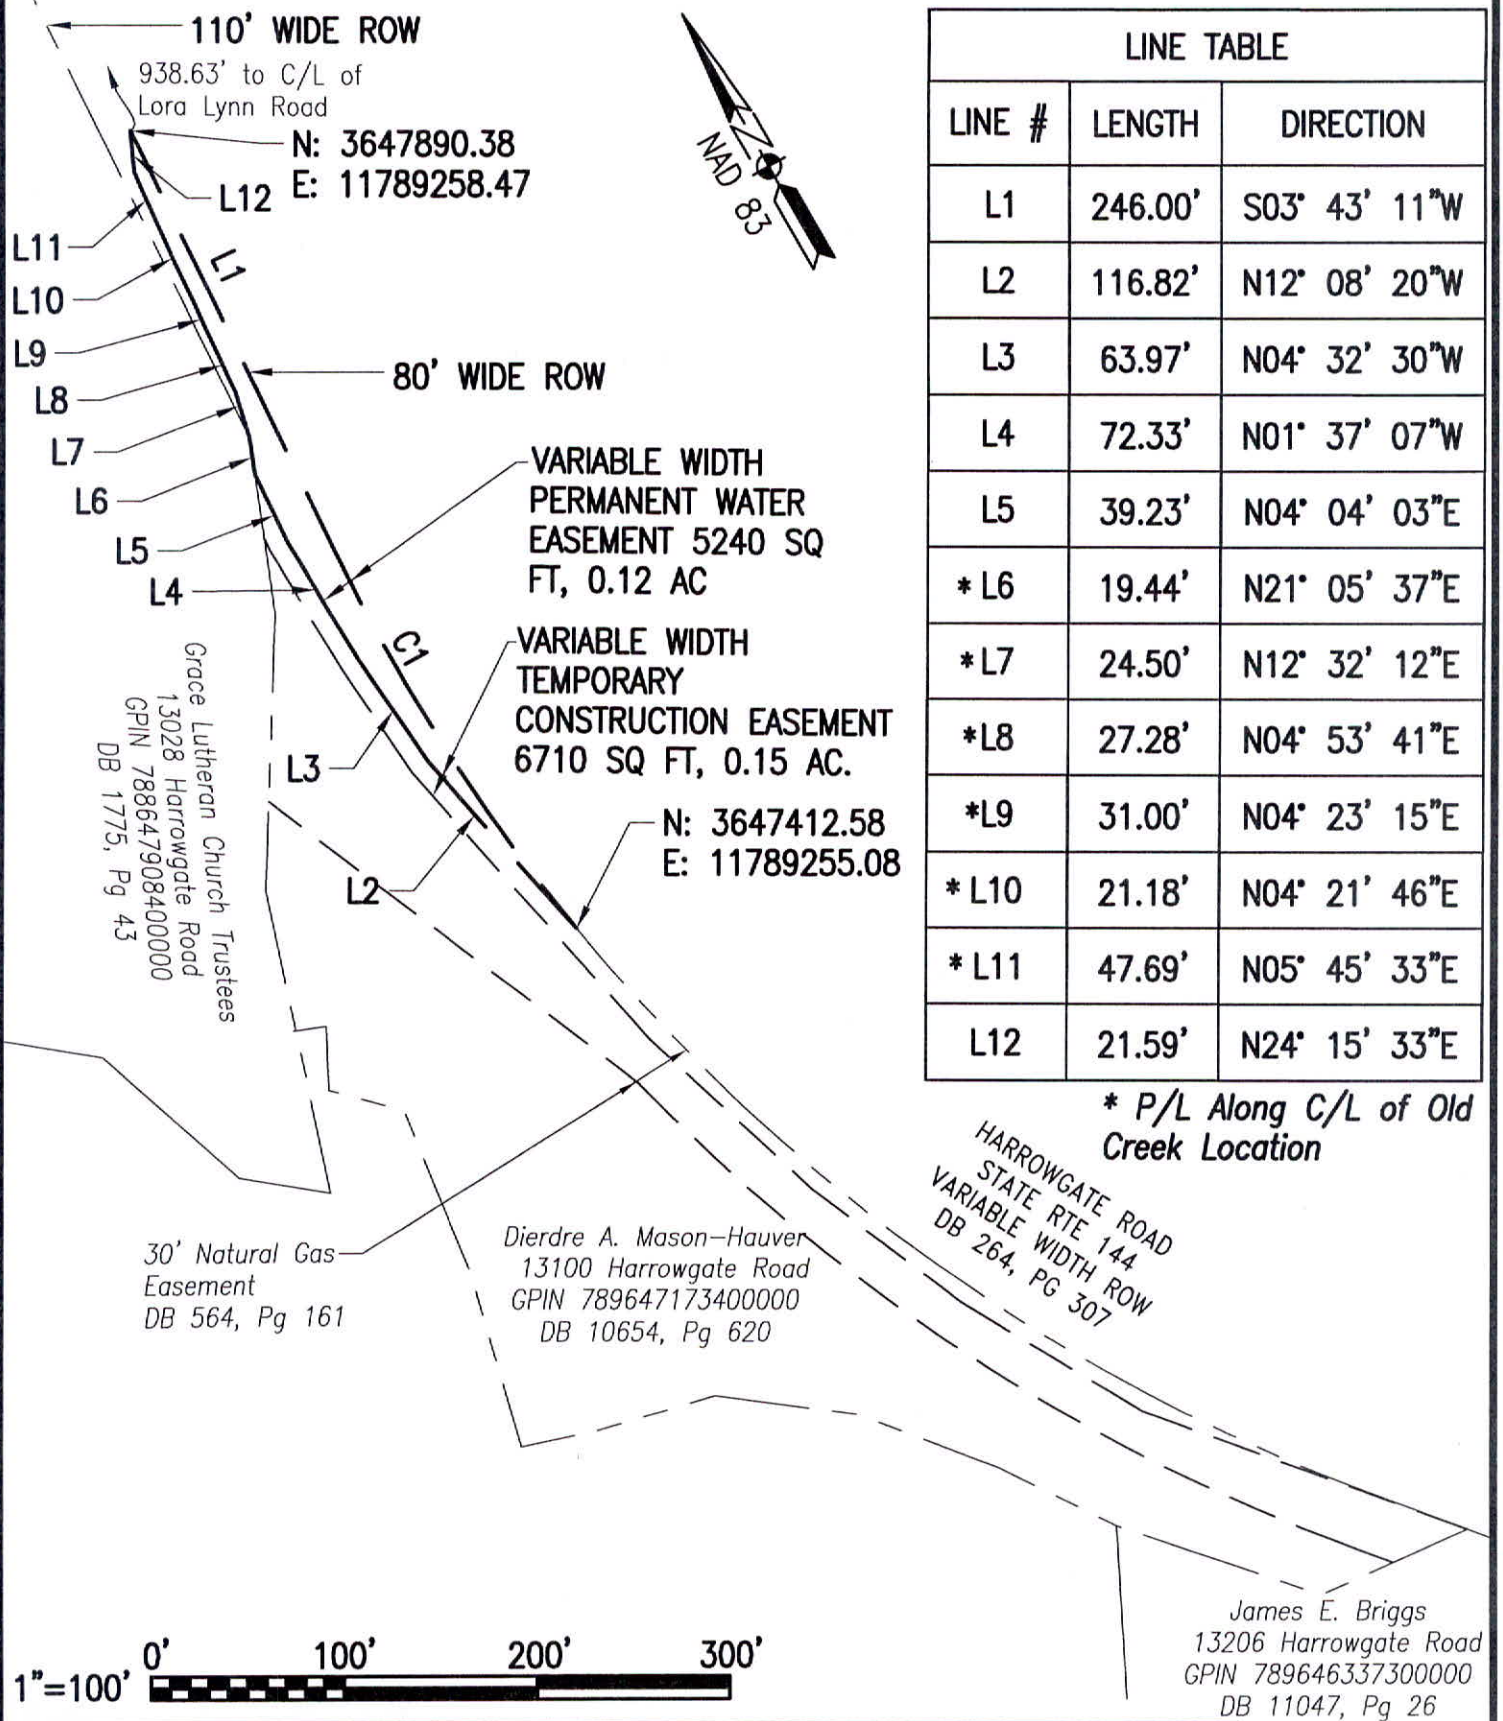 110' WIDE ROW
938.63' to C/L of
Lora Lynn Road
N: 3647890.38
E: 11789258.47
L12
L11
L10
L9
L8
L7
L6
L5
L4
L3
L2
L1
C1
NAD 83
N
80' WIDE ROW
VARIABLE WIDTH
PERMANENT WATER
EASEMENT 5240 SQ
FT, 0.12 AC
VARIABLE WIDTH
TEMPORARY
CONSTRUCTION EASEMENT
6710 SQ FT, 0.15 AC.
N: 3647412.58
E: 11789255.08
Grace Lutheran Church Trustees
13028 Harrowgate Road
GPIN 788647908400000
DB 1775, Pg 43
LINE TABLE
LINE # LENGTH DIRECTION
L1 246.00' S03° 43' 11"W
L2 116.82' N12° 08' 20"W
L3 63.97' N04° 32' 30"W
L4 72.33' N01° 37' 07"W
L5 39.23' N04° 04' 03"E
* L6 19.44' N21° 05' 37"E
*L7 24.50' N12° 32' 12"E
*L8 27.28' N04° 53' 41"E
*L9 31.00' N04° 23' 15"E
* L10 21.18' N04° 21' 46"E
* L11 47.69' N05° 45' 33"E
L12 21.59' N24° 15' 33"E
* P/L Along C/L of Old
Creek Location
HARROWGATE ROAD
STATE RTE 144
VARIABLE WIDTH ROW
DB 264, PG 307
30' Natural Gas
Easement
DB 564, Pg 161
Dierdre A. Mason-Hauver
13100 Harrowgate Road
GPIN 789647173400000
DB 10654, Pg 620
James E. Briggs
13206 Harrowgate Road
GPIN 789646337300000
DB 11047, Pg 26
0' 100' 200' 300'
1"=100'